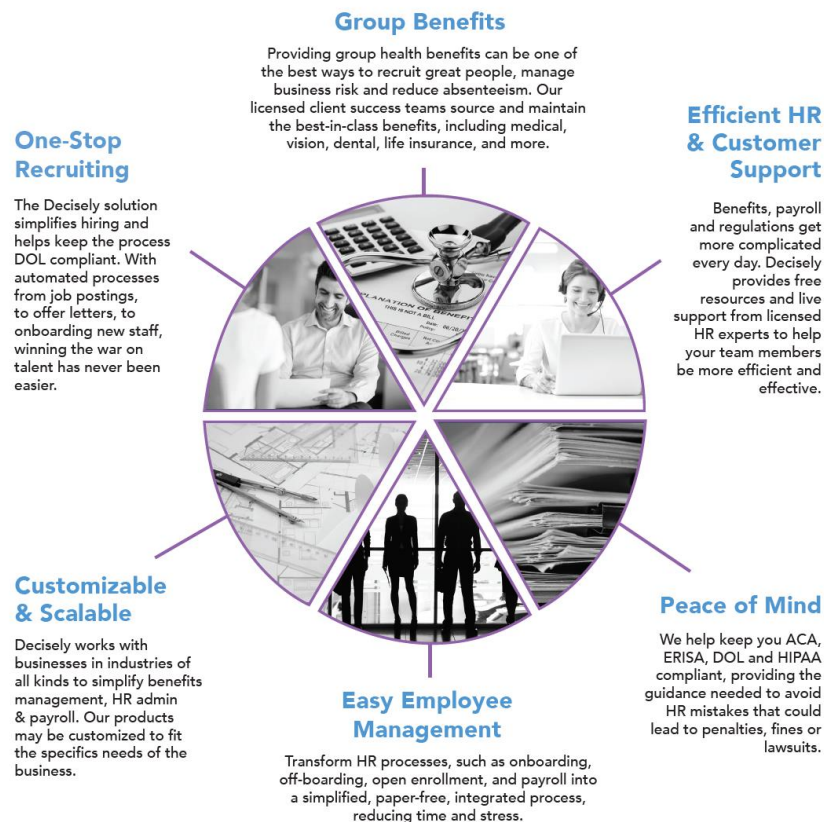 Group Benefits
Providing group health benefits can be one of
the best ways to recruit great people, manage
business risk and reduce absenteeism. Our
licensed client success teams source and maintain
the best-in-class benefits, including medical,
vision, dental, life insurance, and more.
Efficient HR
& Customer
Support
Benefits, payroll
and regulations get
more complicated
every day. Decisely
provides free
resources and live
support from licensed
HR experts to help
your team members
be more efficient and
effective.
One-Stop
Recruiting
The Decisely solution
simplifies hiring and
helps keep the process
DOL compliant. With
automated processes
from job postings,
to offer letters, to
onboarding new staff,
winning the war on
talent has never been
easier.
THIS IS NOT A BILL
Customizable
& Scalable
Decisely works with
businesses in industries of
all kinds to simplify benefits
management, HR admin
& payroll. Our products
may be customized to fit
the specifics needs of the
business.
Easy Employee
Management
Transform HR processes, such as onboarding,
off-boarding, open enrollment, and payroll into
a simplified, paper-free, integrated process,
reducing time and stress.
Peace of Mind
We help keep you ACA,
ERISA, DOL and HIPAA
compliant, providing the
guidance needed to avoid
HR mistakes that could
lead to penalties, fines or
lawsuits.